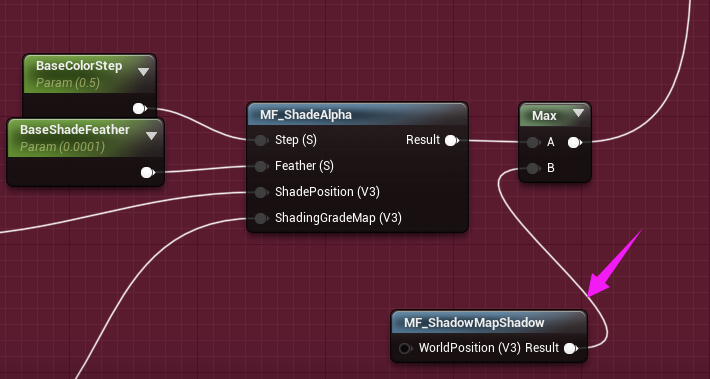 BaseColorStep
Param (0.5)
BaseShadeFeather
Param (0.0001)
MF_ShadeAlpha
Step (S) Result
Feather (S)
ShadePosition (V3)
ShadingGradeMap (V3)
Max
A
B
MF_ShadowMapShadow
WorldPosition (V3) Result